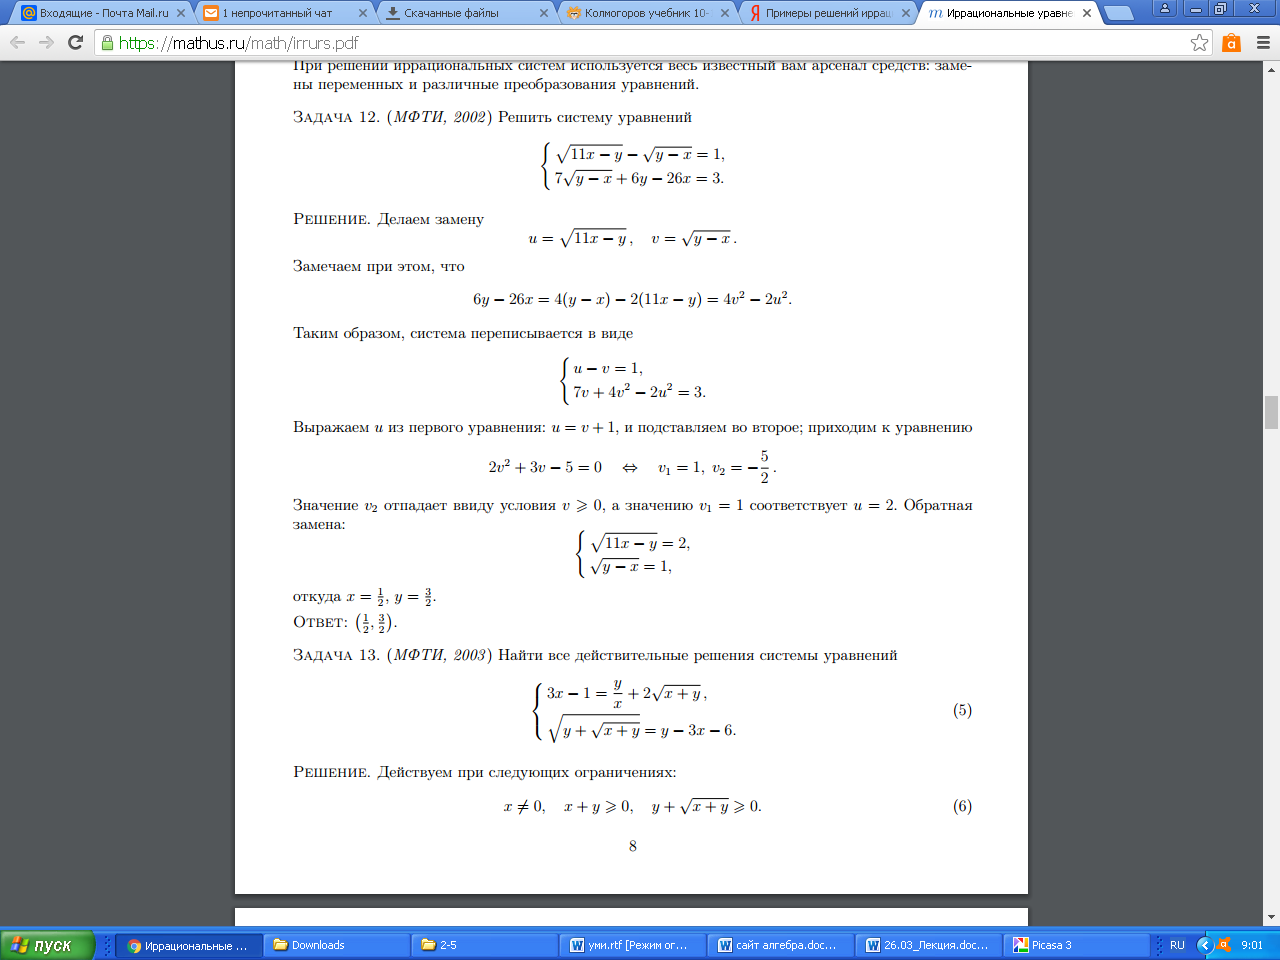 Входящие - Почта Mail.ru
1 непрочитанный чат
Скачанные файлы
Колмогоров учебник 10-
Примеры решений ирраци
Иррациональные уравне
https://mathus.ru/math/irrurs.pdf
При решении иррациональных систем используется весь известный вам арсенал средств: заме-
ны переменных и различные преобразования уравнений.
Задача 12. (МФТИ, 2002) Решить систему уравнений
√(11x − y) − √(y − x) = 1,
7√(y − x) + 6y − 26x = 3.
Решение. Делаем замену
u = √(11x − y), v = √(y − x).
Замечаем при этом, что
6y − 26x = 4(y − x) − 2(11x − y) = 4v² − 2u².
Таким образом, система переписывается в виде
u − v = 1,
7v + 4v² − 2u² = 3.
Выражаем u из первого уравнения: u = v + 1, и подставляем во второе; приходим к уравнению
2v² + 3v − 5 = 0 ⇔ v₁ = 1, v₂ = −5/2.
Значение v₂ отпадает ввиду условия v ⩾ 0, а значению v₁ = 1 соответствует u = 2. Обратная
замена:
√(11x − y) = 2,
√(y − x) = 1,
откуда x = 1/2, y = 3/2.
Ответ: (1/2, 3/2).
Задача 13. (МФТИ, 2003) Найти все действительные решения системы уравнений
3x − 1 = y/x + 2√(x + y),
√(y + √(x + y)) = y − 3x − 6.
(5)
Решение. Действуем при следующих ограничениях:
x ≠ 0, x + y ⩾ 0, y + √(x + y) ⩾ 0. (6)
8
пуск
Иррациональные ...
Downloads
2-5
уми.rtf [Режим ог...
сайт алгебра.doc...
26.03_Лекция.doc...
Picasa 3
RU
9:01